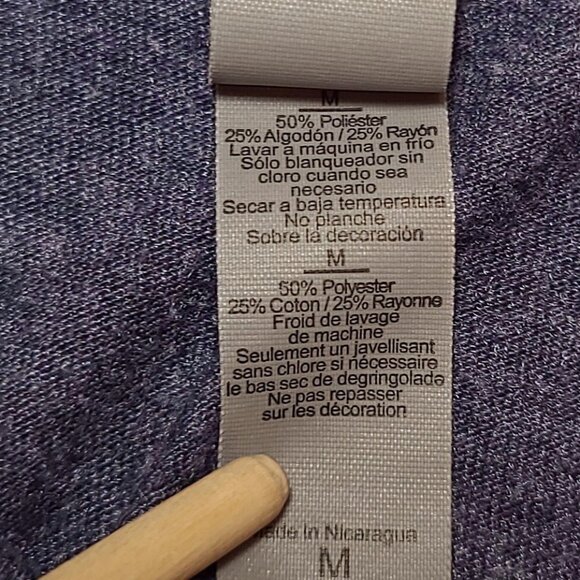 M
50% Poliéster
25% Algodón / 25% Rayón
Lavar a máquina en frío
Sólo blanqueador sin
cloro cuando sea
necesario
Secar a baja temperatura
No planche
Sobre la decoración
M
50% Polyester
25% Coton / 25% Rayonne
Froid de lavage
de machine
Seulement un javellisant
sans chlore si nécessaire
le bas sec de degringolade
Ne pas repasser
sur les décoration
Made In Nicaragua
M